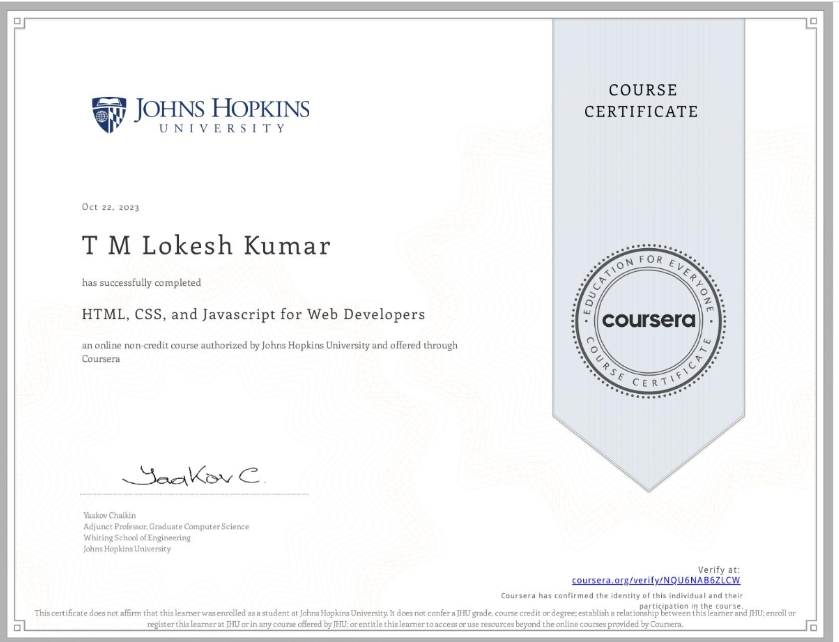 JOHNS HOPKINS
UNIVERSITY
COURSE
CERTIFICATE
Oct 22, 2023
T M Lokesh Kumar
has successfully completed
HTML, CSS, and Javascript for Web Developers
an online non-credit course authorized by Johns Hopkins University and offered through
Coursera
EDUCATION FOR EVERYONE
coursera
COURSE CERTIFICATE
Yaakov C.
Yaakov Chaikin
Adjunct Professor, Graduate Computer Science
Whiting School of Engineering
Johns Hopkins University
Verify at:
coursera.org/verify/NQU6NAB6ZLCW
Coursera has confirmed the identity of this individual and their
participation in the course.
This certificate does not affirm that this learner was enrolled as a student at Johns Hopkins University. It does not confer a JHU grade, course credit or degree; establish a relationship between this learner and JHU; enroll or
register this learner at JHU or in any course offered by JHU; or entitle this learner to access or use resources beyond the online courses provided by Coursera.